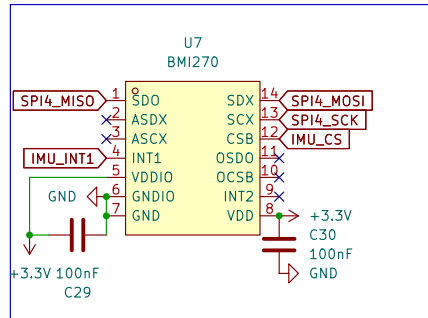 U7
BMI270
SPI4_MISO 1 SDO SDX 14 SPI4_MOSI
2 ASDX SCX 13 SPI4_SCK
3 ASCX CSB 12 IMU_CS
IMU_INT1 4 INT1 OSDO 11
5 VDDIO OCSB 10
GND 6 GNDIO INT2 9
7 GND VDD 8 +3.3V
C30
100nF
+3.3V 100nF GND
C29